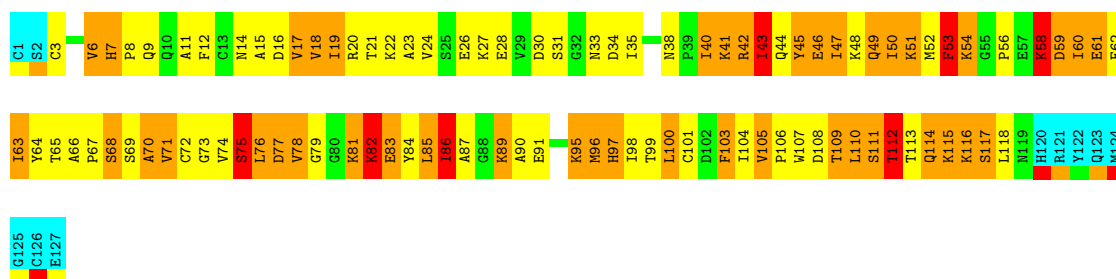 C1 S2 C3 V6 H7 P8 Q9 Q10 A11 F12 C13 N14 A15 D16 V17 V18 I19 R20 T21 K22 A23 V24 S25 E26 K27 E28 V29 D30 S31 G32 N33 D34 I35 N38 P39 I40 K41 R42 I43 Q44 Y45 E46 I47 K48 Q49 I50 K51 M52 F53 K54 G55 P56 E57 K58 D59 I60 E61
I63 Y64 T65 A66 P67 S68 S69 A70 V71 C72 G73 V74 S75 L76 D77 V78 G79 G80 K81 K82 E83 Y84 L85 I86 A87 G88 K89 A90 E91 K95 M96 H97 I98 T99 L100 C101 D102 F103 I104 V105 P106 W107 D108 T109 L110 S111 T112 T113 Q114 K115 K116 S117 L118 N119 H120 R121 Y122 Q123
G125 C126 E127